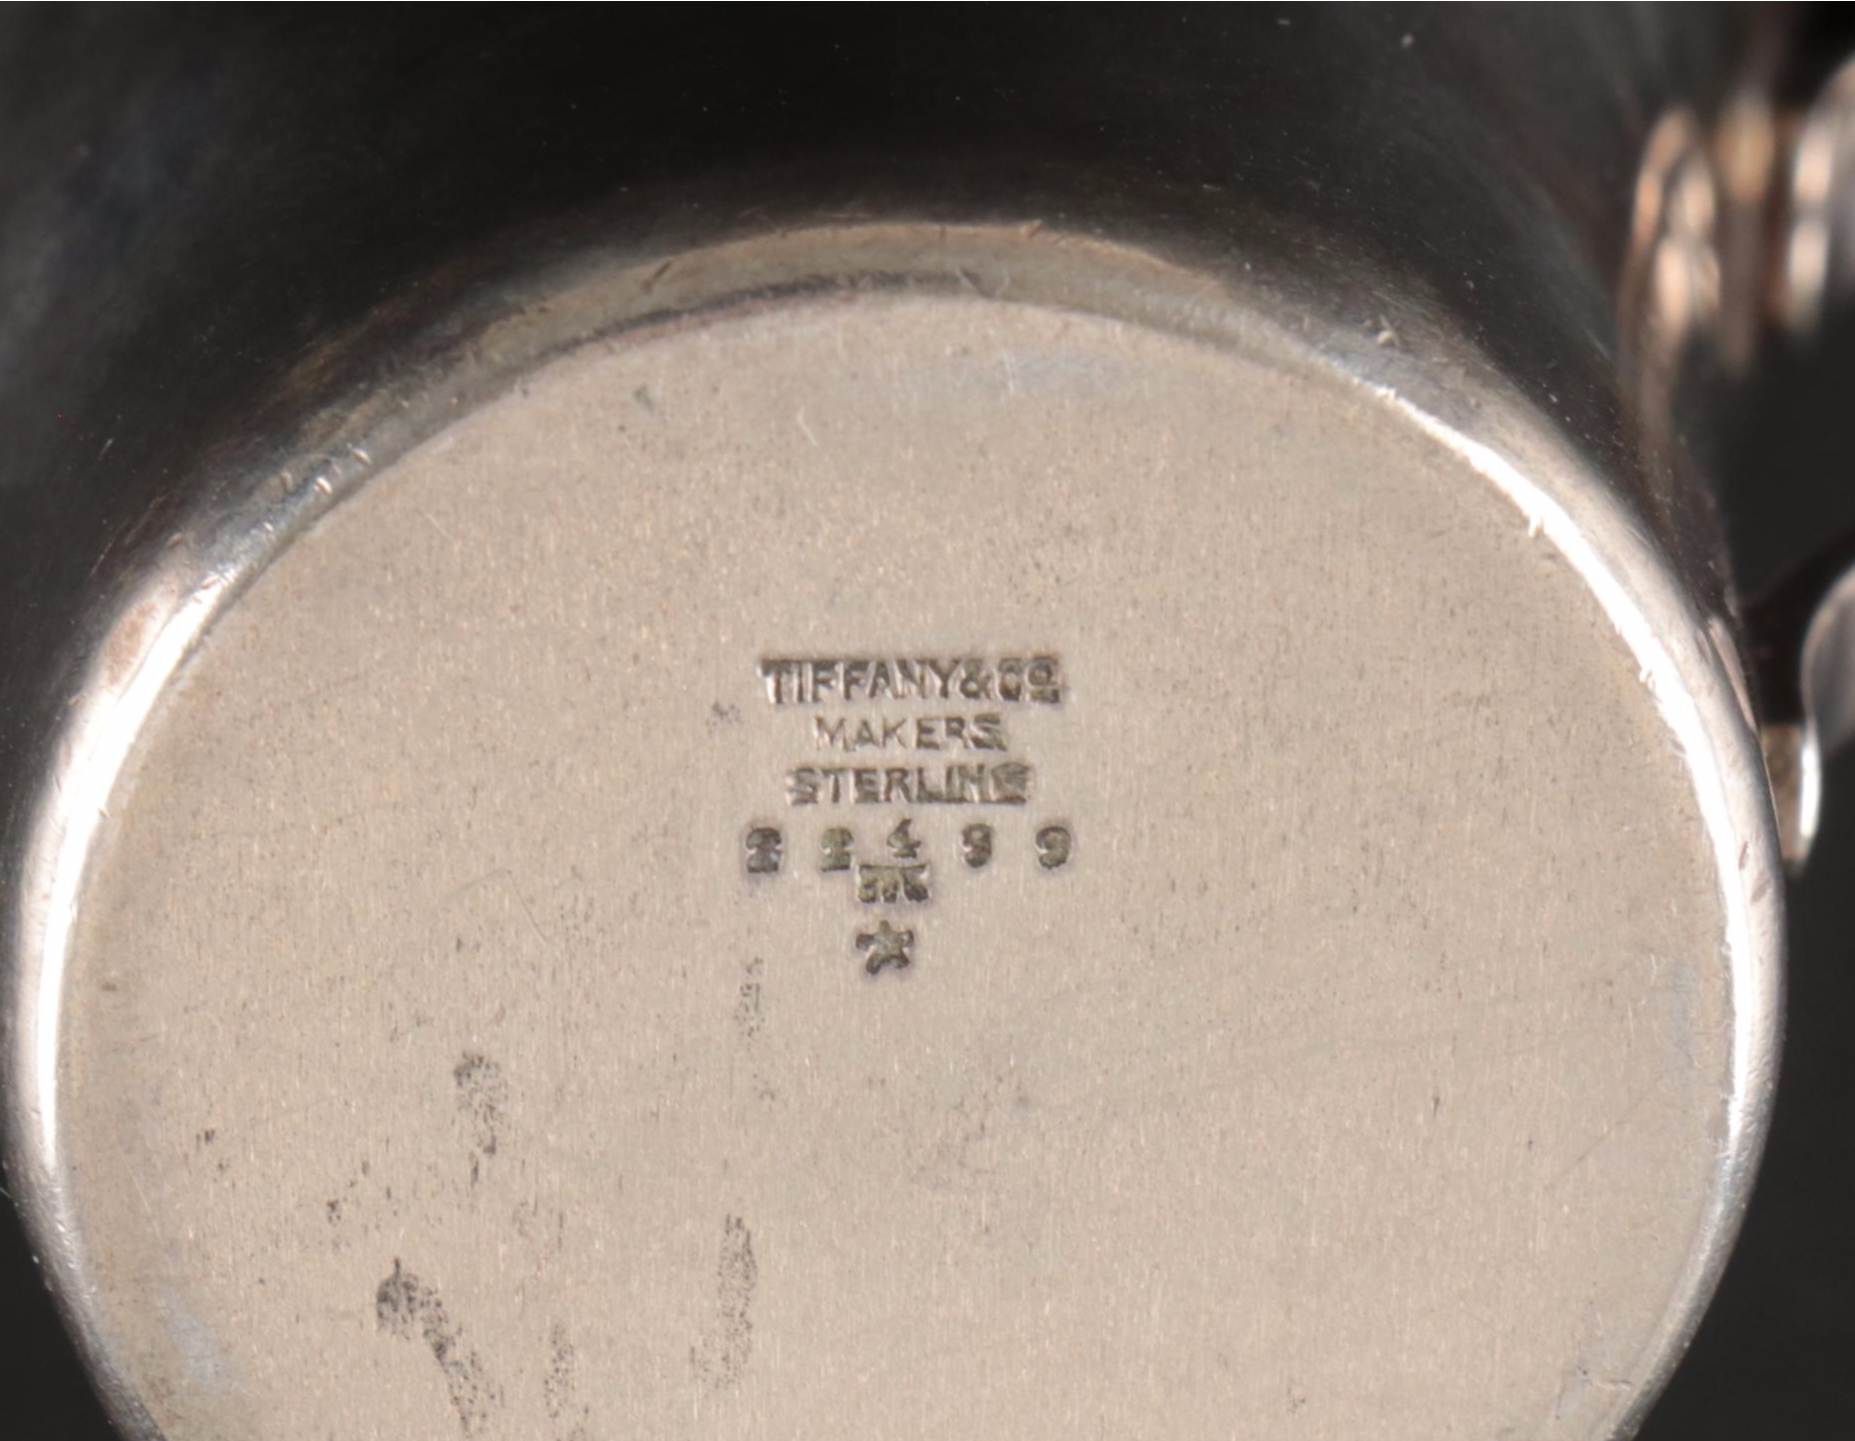 TIFFANY & Co
MAKERS
STERLING
22499
M